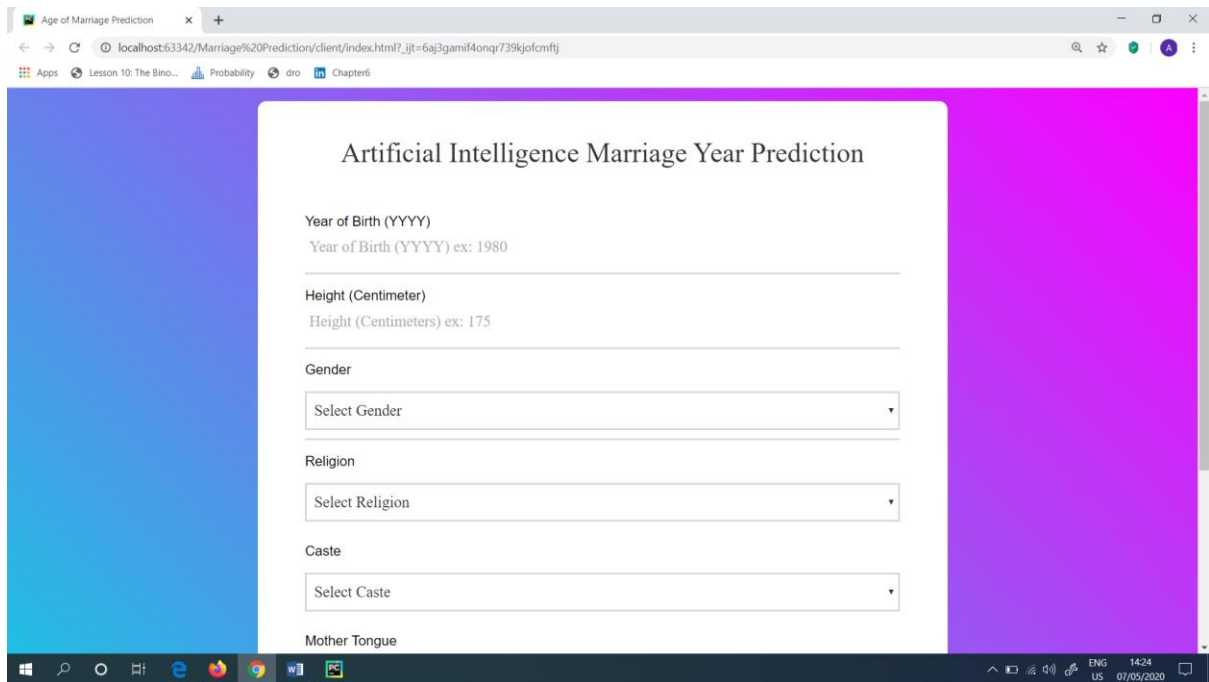 Age of Marriage Prediction
localhost:63342/Marriage%20Prediction/client/index.html?_ijt=6aj3gamif4onqr739kjofcmftj
A
Apps Lesson 10: The Bino... Probability dro in Chapter6
Artificial Intelligence Marriage Year Prediction
Year of Birth (YYYY)
Year of Birth (YYYY) ex: 1980
Height (Centimeter)
Height (Centimeters) ex: 175
Gender
Select Gender
Religion
Select Religion
Caste
Select Caste
Mother Tongue
ENG 14:24
US 07/05/2020